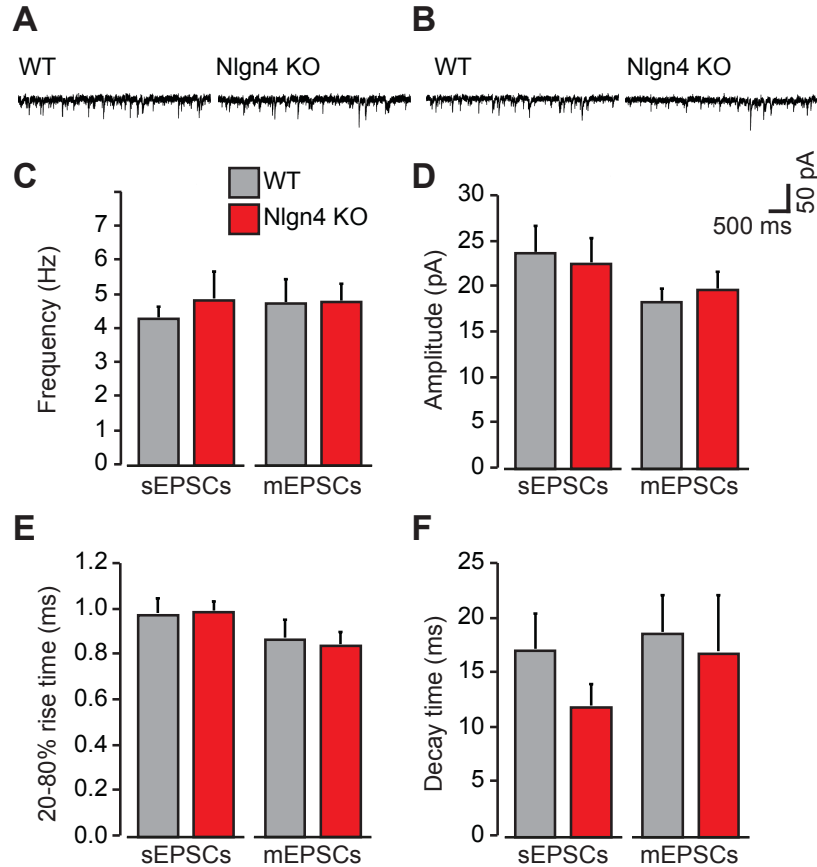 A
B
WT
Nlgn4 KO
WT
Nlgn4 KO
C
WT
Nlgn4 KO
Frequency (Hz)
7
6
5
4
3
2
1
0
sEPSCs
mEPSCs
D
50 pA
500 ms
Amplitude (pA)
30
25
20
15
10
5
0
sEPSCs
mEPSCs
E
20-80% rise time (ms)
1.2
1.0
0.8
0.6
0.4
0.2
0.0
sEPSCs
mEPSCs
F
Decay time (ms)
25
20
15
10
5
0
sEPSCs
mEPSCs